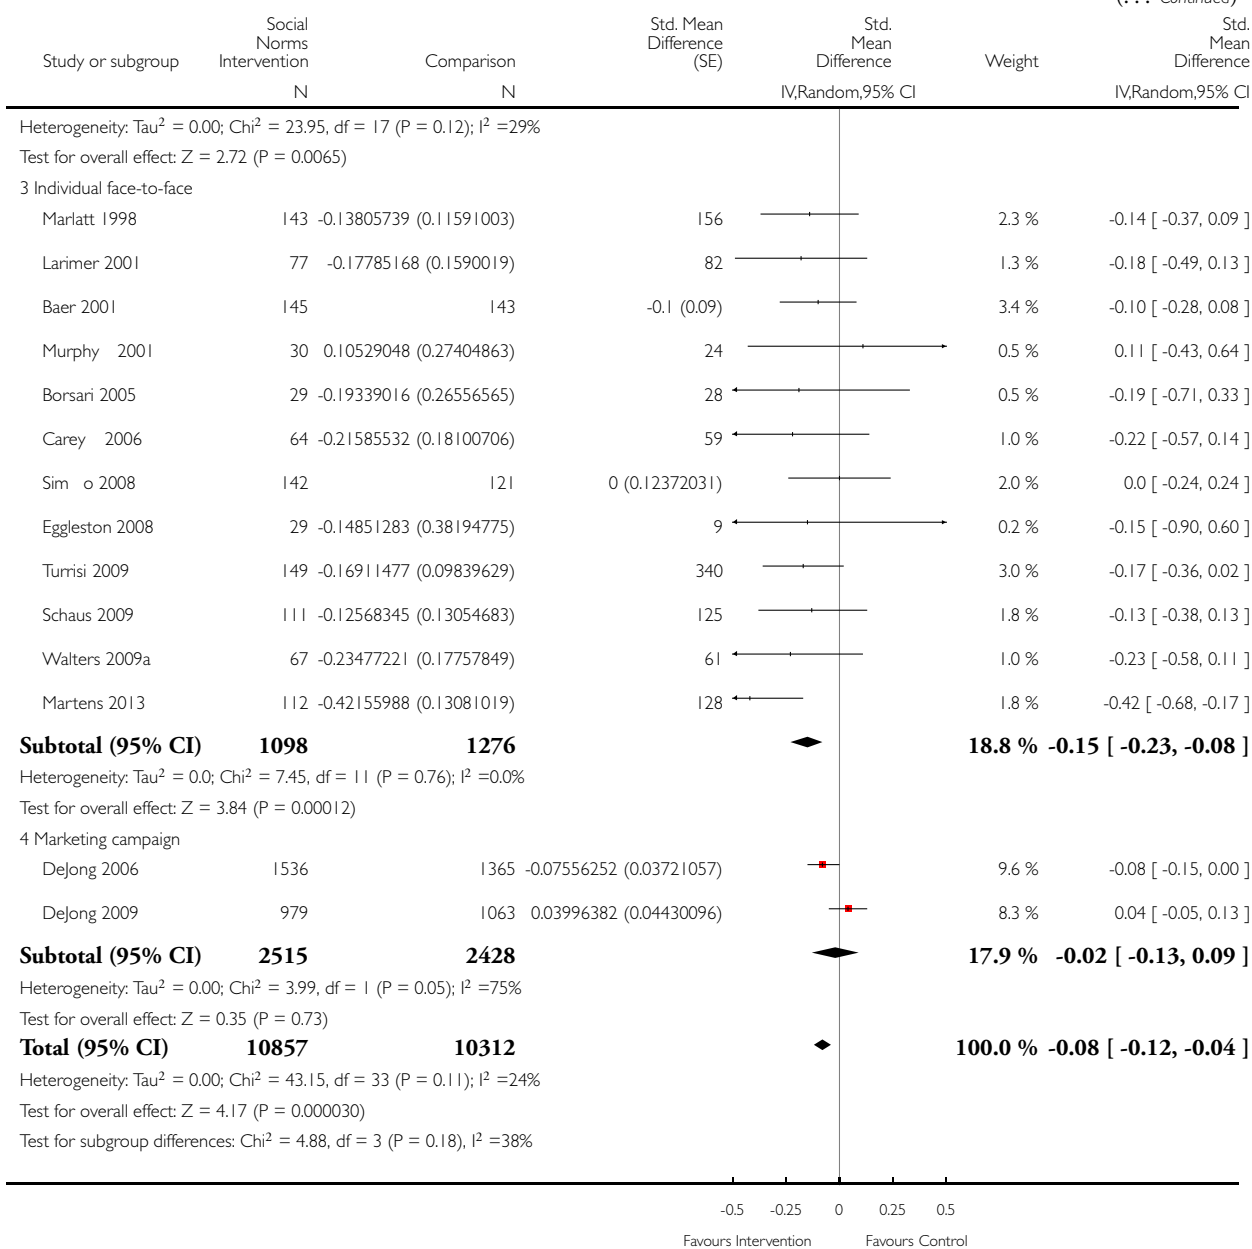 (. . . Continued)
Study or subgroup Social Norms Intervention Comparison Std. Mean Difference (SE) Std. Mean Difference Weight Std. Mean Difference
N N IV,Random,95% CI IV,Random,95% CI
Heterogeneity: Tau² = 0.00; Chi² = 23.95, df = 17 (P = 0.12); I² =29%
Test for overall effect: Z = 2.72 (P = 0.0065)
3 Individual face-to-face
Marlatt 1998 143 -0.13805739 (0.11591003) 156 2.3 % -0.14 [ -0.37, 0.09 ]
Larimer 2001 77 -0.17785168 (0.1590019) 82 1.3 % -0.18 [ -0.49, 0.13 ]
Baer 2001 145 143 -0.1 (0.09) 3.4 % -0.10 [ -0.28, 0.08 ]
Murphy 2001 30 0.10529048 (0.27404863) 24 0.5 % 0.11 [ -0.43, 0.64 ]
Borsari 2005 29 -0.19339016 (0.26556565) 28 0.5 % -0.19 [ -0.71, 0.33 ]
Carey 2006 64 -0.21585532 (0.18100706) 59 1.0 % -0.22 [ -0.57, 0.14 ]
Sim o 2008 142 121 0 (0.12372031) 2.0 % 0.0 [ -0.24, 0.24 ]
Eggleston 2008 29 -0.14851283 (0.38194775) 9 0.2 % -0.15 [ -0.90, 0.60 ]
Turrisi 2009 149 -0.16911477 (0.09839629) 340 3.0 % -0.17 [ -0.36, 0.02 ]
Schaus 2009 111 -0.12568345 (0.13054683) 125 1.8 % -0.13 [ -0.38, 0.13 ]
Walters 2009a 67 -0.23477221 (0.17757849) 61 1.0 % -0.23 [ -0.58, 0.11 ]
Martens 2013 112 -0.42155988 (0.13081019) 128 1.8 % -0.42 [ -0.68, -0.17 ]
Subtotal (95% CI) 1098 1276 18.8 % -0.15 [ -0.23, -0.08 ]
Heterogeneity: Tau² = 0.0; Chi² = 7.45, df = 11 (P = 0.76); I² =0.0%
Test for overall effect: Z = 3.84 (P = 0.00012)
4 Marketing campaign
DeJong 2006 1536 1365 -0.07556252 (0.03721057) 9.6 % -0.08 [ -0.15, 0.00 ]
DeJong 2009 979 1063 0.03996382 (0.04430096) 8.3 % 0.04 [ -0.05, 0.13 ]
Subtotal (95% CI) 2515 2428 17.9 % -0.02 [ -0.13, 0.09 ]
Heterogeneity: Tau² = 0.00; Chi² = 3.99, df = 1 (P = 0.05); I² =75%
Test for overall effect: Z = 0.35 (P = 0.73)
Total (95% CI) 10857 10312 100.0 % -0.08 [ -0.12, -0.04 ]
Heterogeneity: Tau² = 0.00; Chi² = 43.15, df = 33 (P = 0.11); I² =24%
Test for overall effect: Z = 4.17 (P = 0.000030)
Test for subgroup differences: Chi² = 4.88, df = 3 (P = 0.18), I² =38%
-0.5 -0.25 0 0.25 0.5
Favours Intervention Favours Control